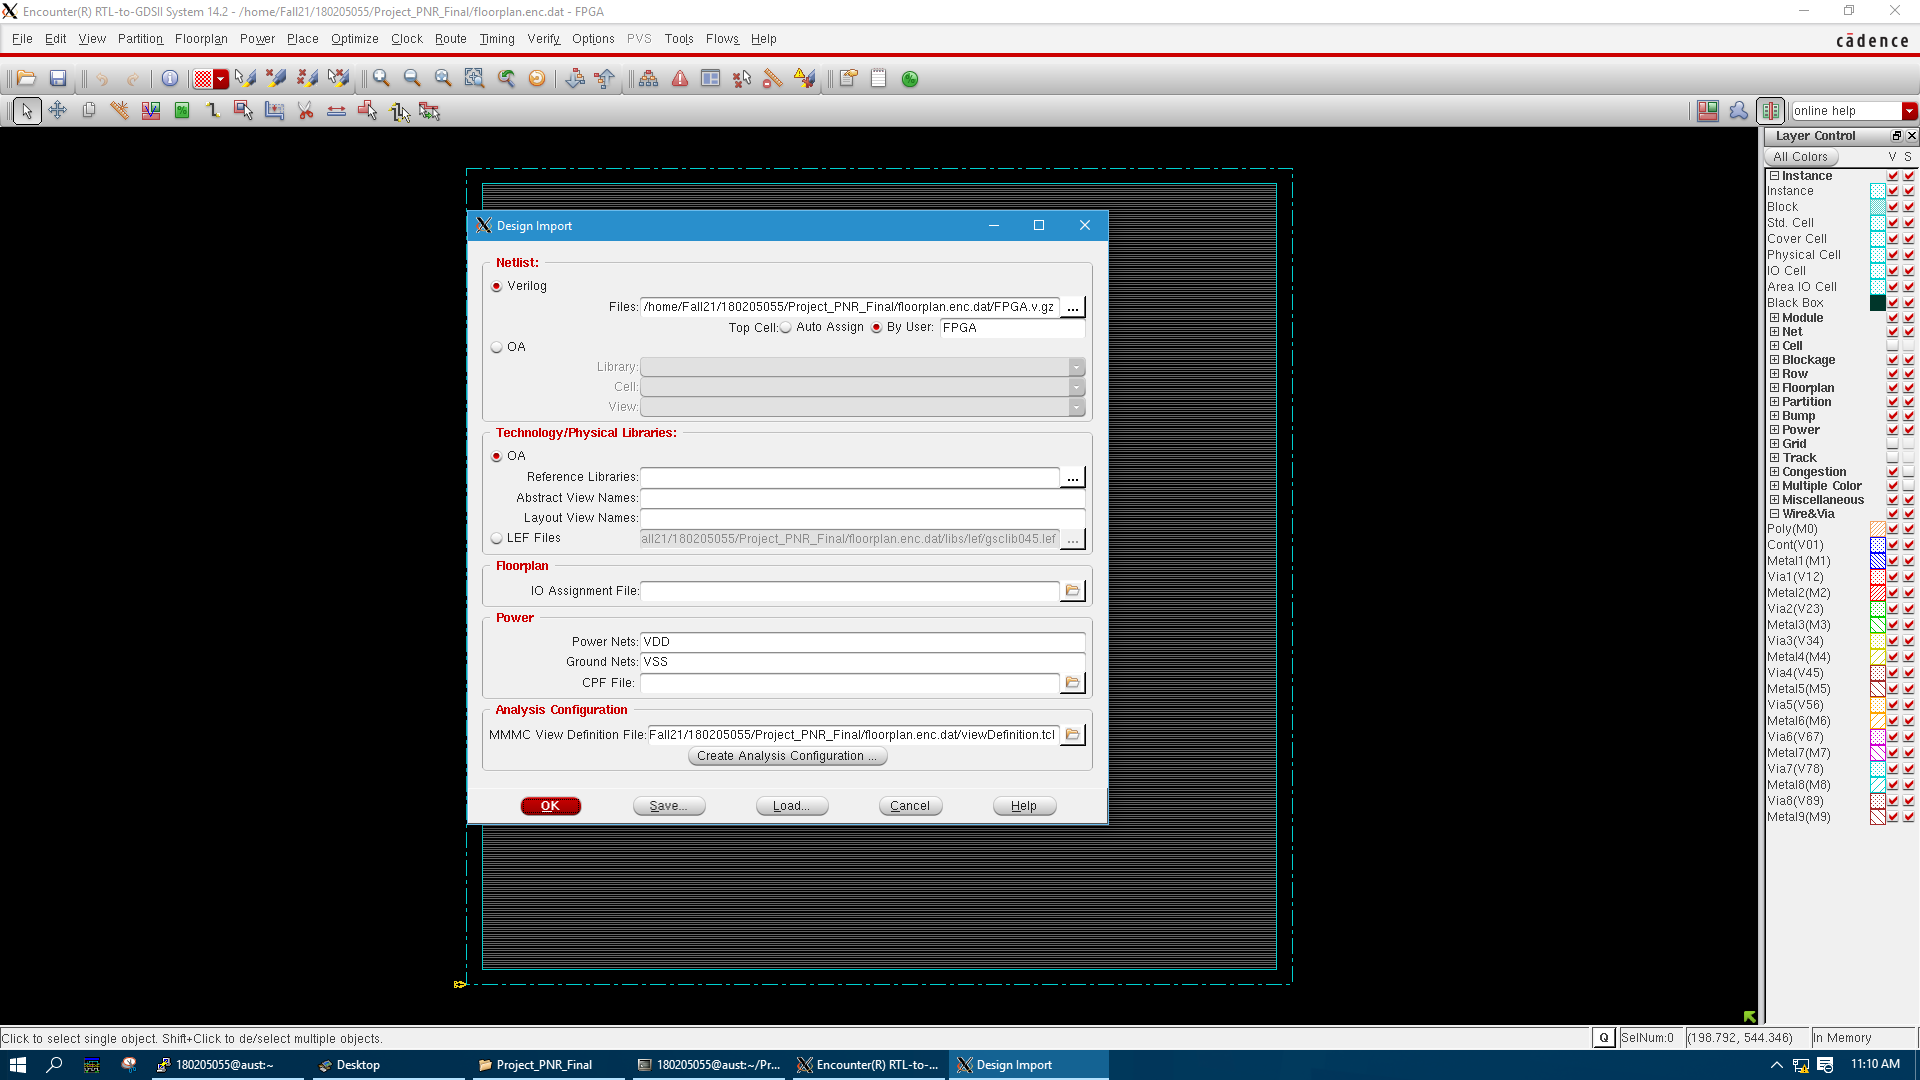 Encounter(R) RTL-to-GDSII System 14.2 - /home/Fall21/180205055/Project_PNR_Final/floorplan.enc.dat - FPGA
File Edit View Partition Floorplan Power Place Optimize Clock Route Timing Verify Options PVS Tools Flows Help
cādence
online help
Layer Control
All Colors V S
Instance
Instance
Block
Std. Cell
Cover Cell
Physical Cell
IO Cell
Area IO Cell
Black Box
Module
Net
Cell
Blockage
Row
Floorplan
Partition
Bump
Power
Grid
Track
Congestion
Multiple Color
Miscellaneous
Wire&Via
Poly(M0)
Cont(V01)
Metal1(M1)
Via1(V12)
Metal2(M2)
Via2(V23)
Metal3(M3)
Via3(V34)
Metal4(M4)
Via4(V45)
Metal5(M5)
Via5(V56)
Metal6(M6)
Via6(V67)
Metal7(M7)
Via7(V78)
Metal8(M8)
Via8(V89)
Metal9(M9)
Design Import
Netlist:
Verilog
Files: /home/Fall21/180205055/Project_PNR_Final/floorplan.enc.dat/FPGA.v.gz ...
Top Cell: Auto Assign By User: FPGA
OA
Library:
Cell:
View:
Technology/Physical Libraries:
OA
Reference Libraries: ...
Abstract View Names:
Layout View Names:
LEF Files all21/180205055/Project_PNR_Final/floorplan.enc.dat/libs/lef/gsclib045.lef ...
Floorplan
IO Assignment File:
Power
Power Nets: VDD
Ground Nets: VSS
CPF File:
Analysis Configuration
MMMC View Definition File: Fall21/180205055/Project_PNR_Final/floorplan.enc.dat/viewDefinition.tcl
Create Analysis Configuration ...
OK Save... Load... Cancel Help
Click to select single object. Shift+Click to de/select multiple objects.
Q SelNum:0 (198.792, 544.346) In Memory
180205055@aust:~ Desktop Project_PNR_Final 180205055@aust:~/Pr... Encounter(R) RTL-to-... Design Import 11:10 AM